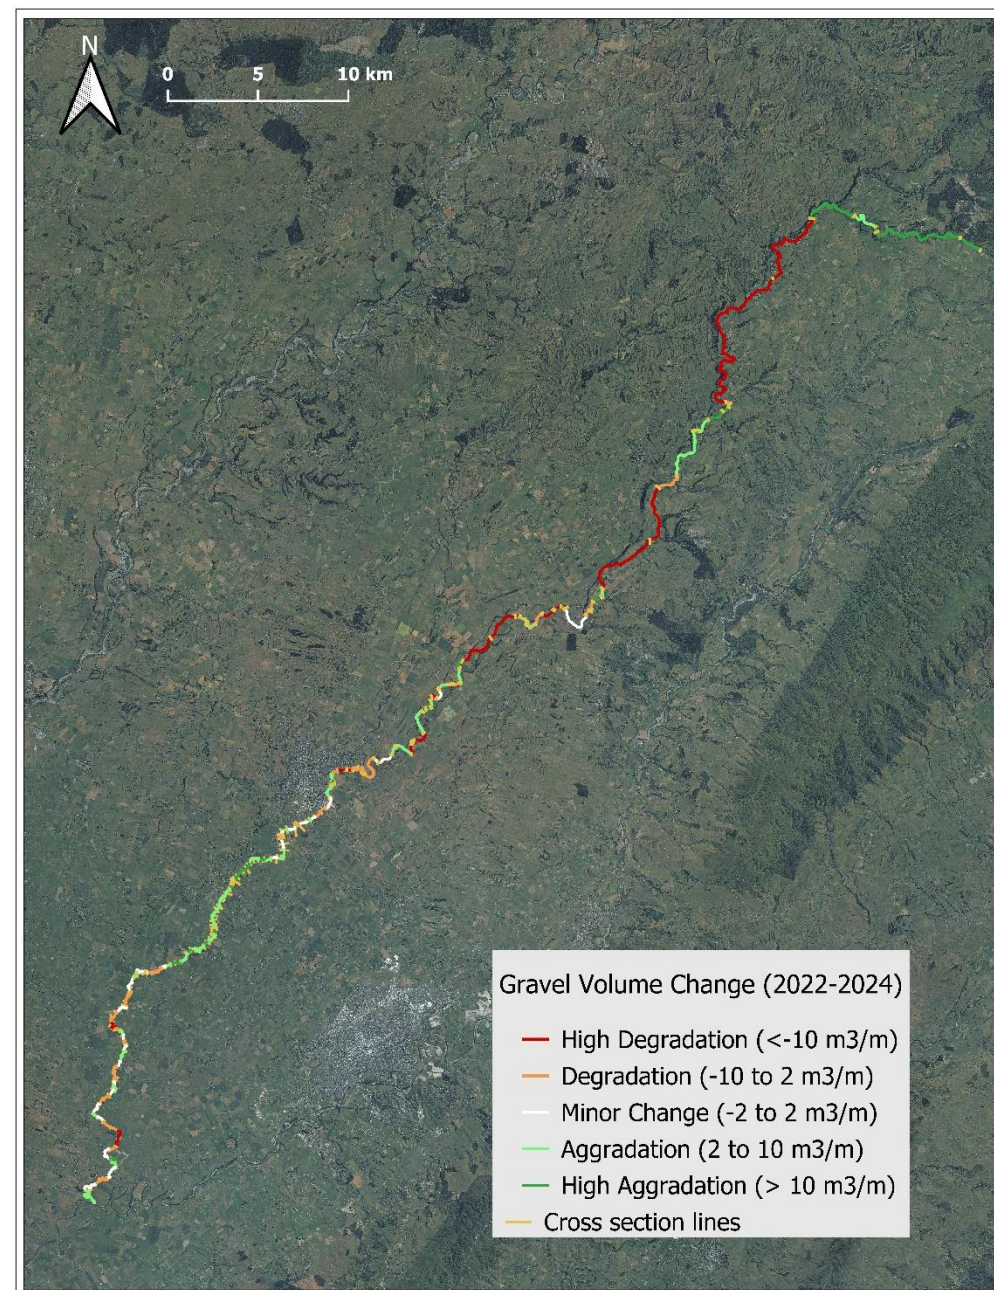 N
0 5 10 km
Gravel Volume Change (2022-2024)
High Degradation (<-10 m3/m)
Degradation (-10 to 2 m3/m)
Minor Change (-2 to 2 m3/m)
Aggradation (2 to 10 m3/m)
High Aggradation (> 10 m3/m)
Cross section lines